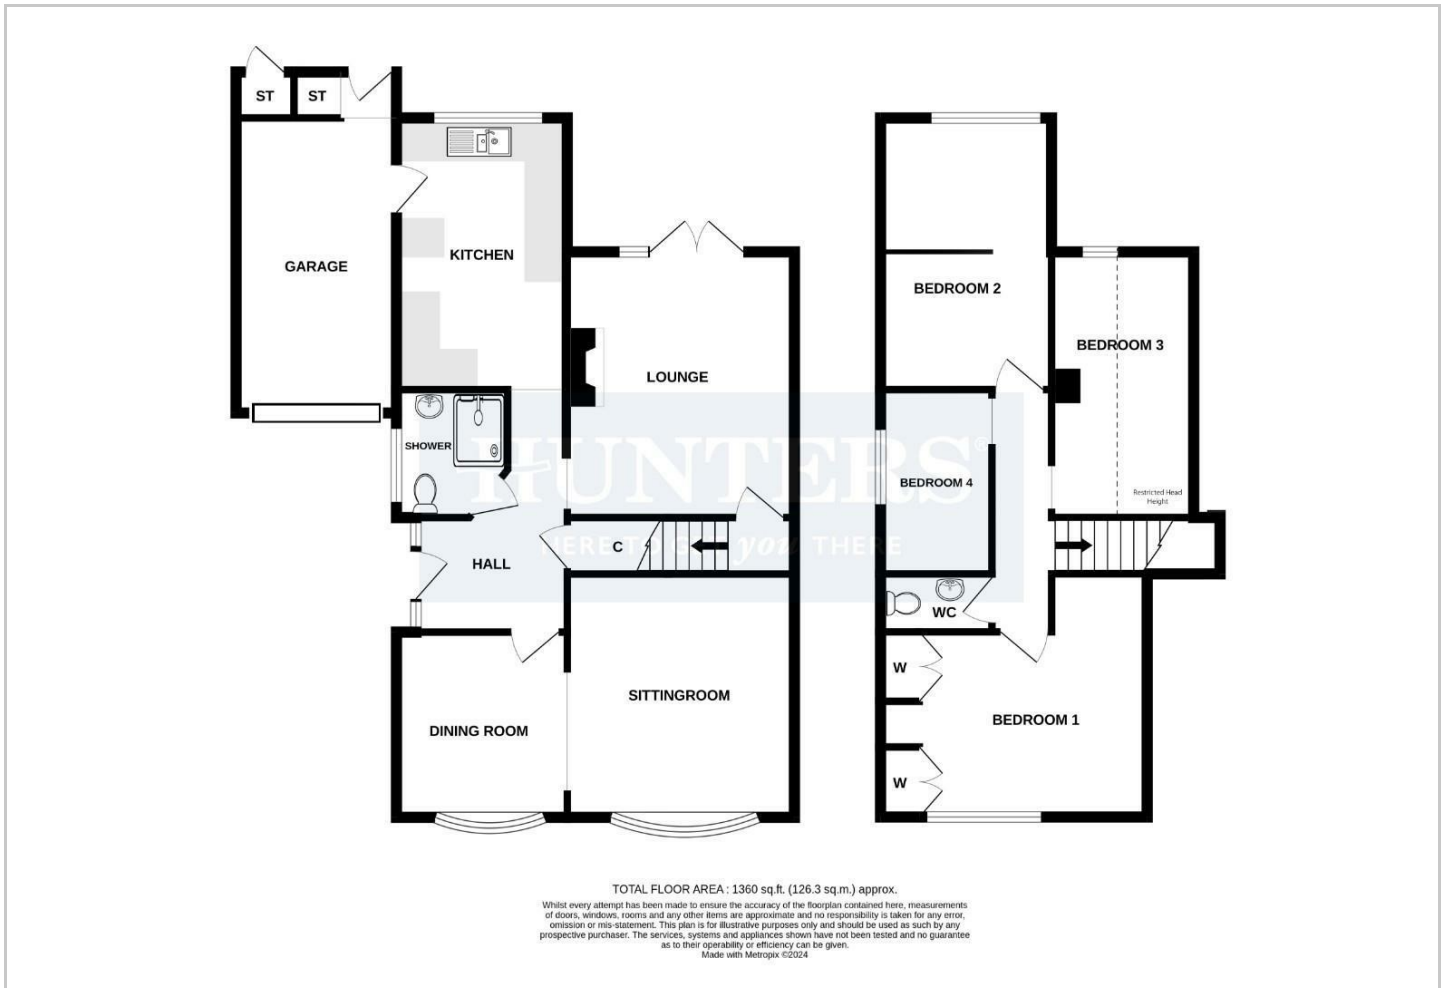 ST
ST
GARAGE
KITCHEN
LOUNGE
SHOWER
HALL
C
DINING ROOM
SITTINGROOM
BEDROOM 2
BEDROOM 3
BEDROOM 4
Restricted Head
Height
WC
W
BEDROOM 1
W
HUNTERS®
HERE TO GET you THERE
TOTAL FLOOR AREA : 1360 sq.ft. (126.3 sq.m.) approx.
Whilst every attempt has been made to ensure the accuracy of the floorplan contained here, measurements
of doors, windows, rooms and any other items are approximate and no responsibility is taken for any error,
omission or mis-statement. This plan is for illustrative purposes only and should be used as such by any
prospective purchaser. The services, systems and appliances shown have not been tested and no guarantee
as to their operability or efficiency can be given.
Made with Metropix ©2024